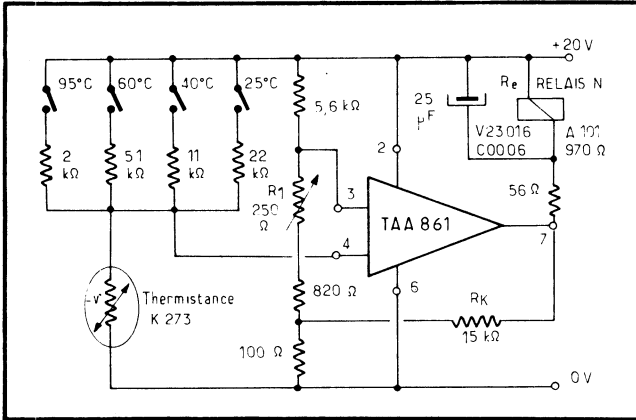 +20 V
95°C 60°C 40°C 25°C
Re RELAIS N
5,6 kΩ
25 µF
2
V23016 A 101
C0006 970 Ω
2 kΩ
51 kΩ
11 kΩ
22 kΩ
R1
250 Ω
3
56 Ω
TAA 861
7
4
-ν
Thermistance
K 273
820 Ω
6
RK
15 kΩ
100 Ω
0V